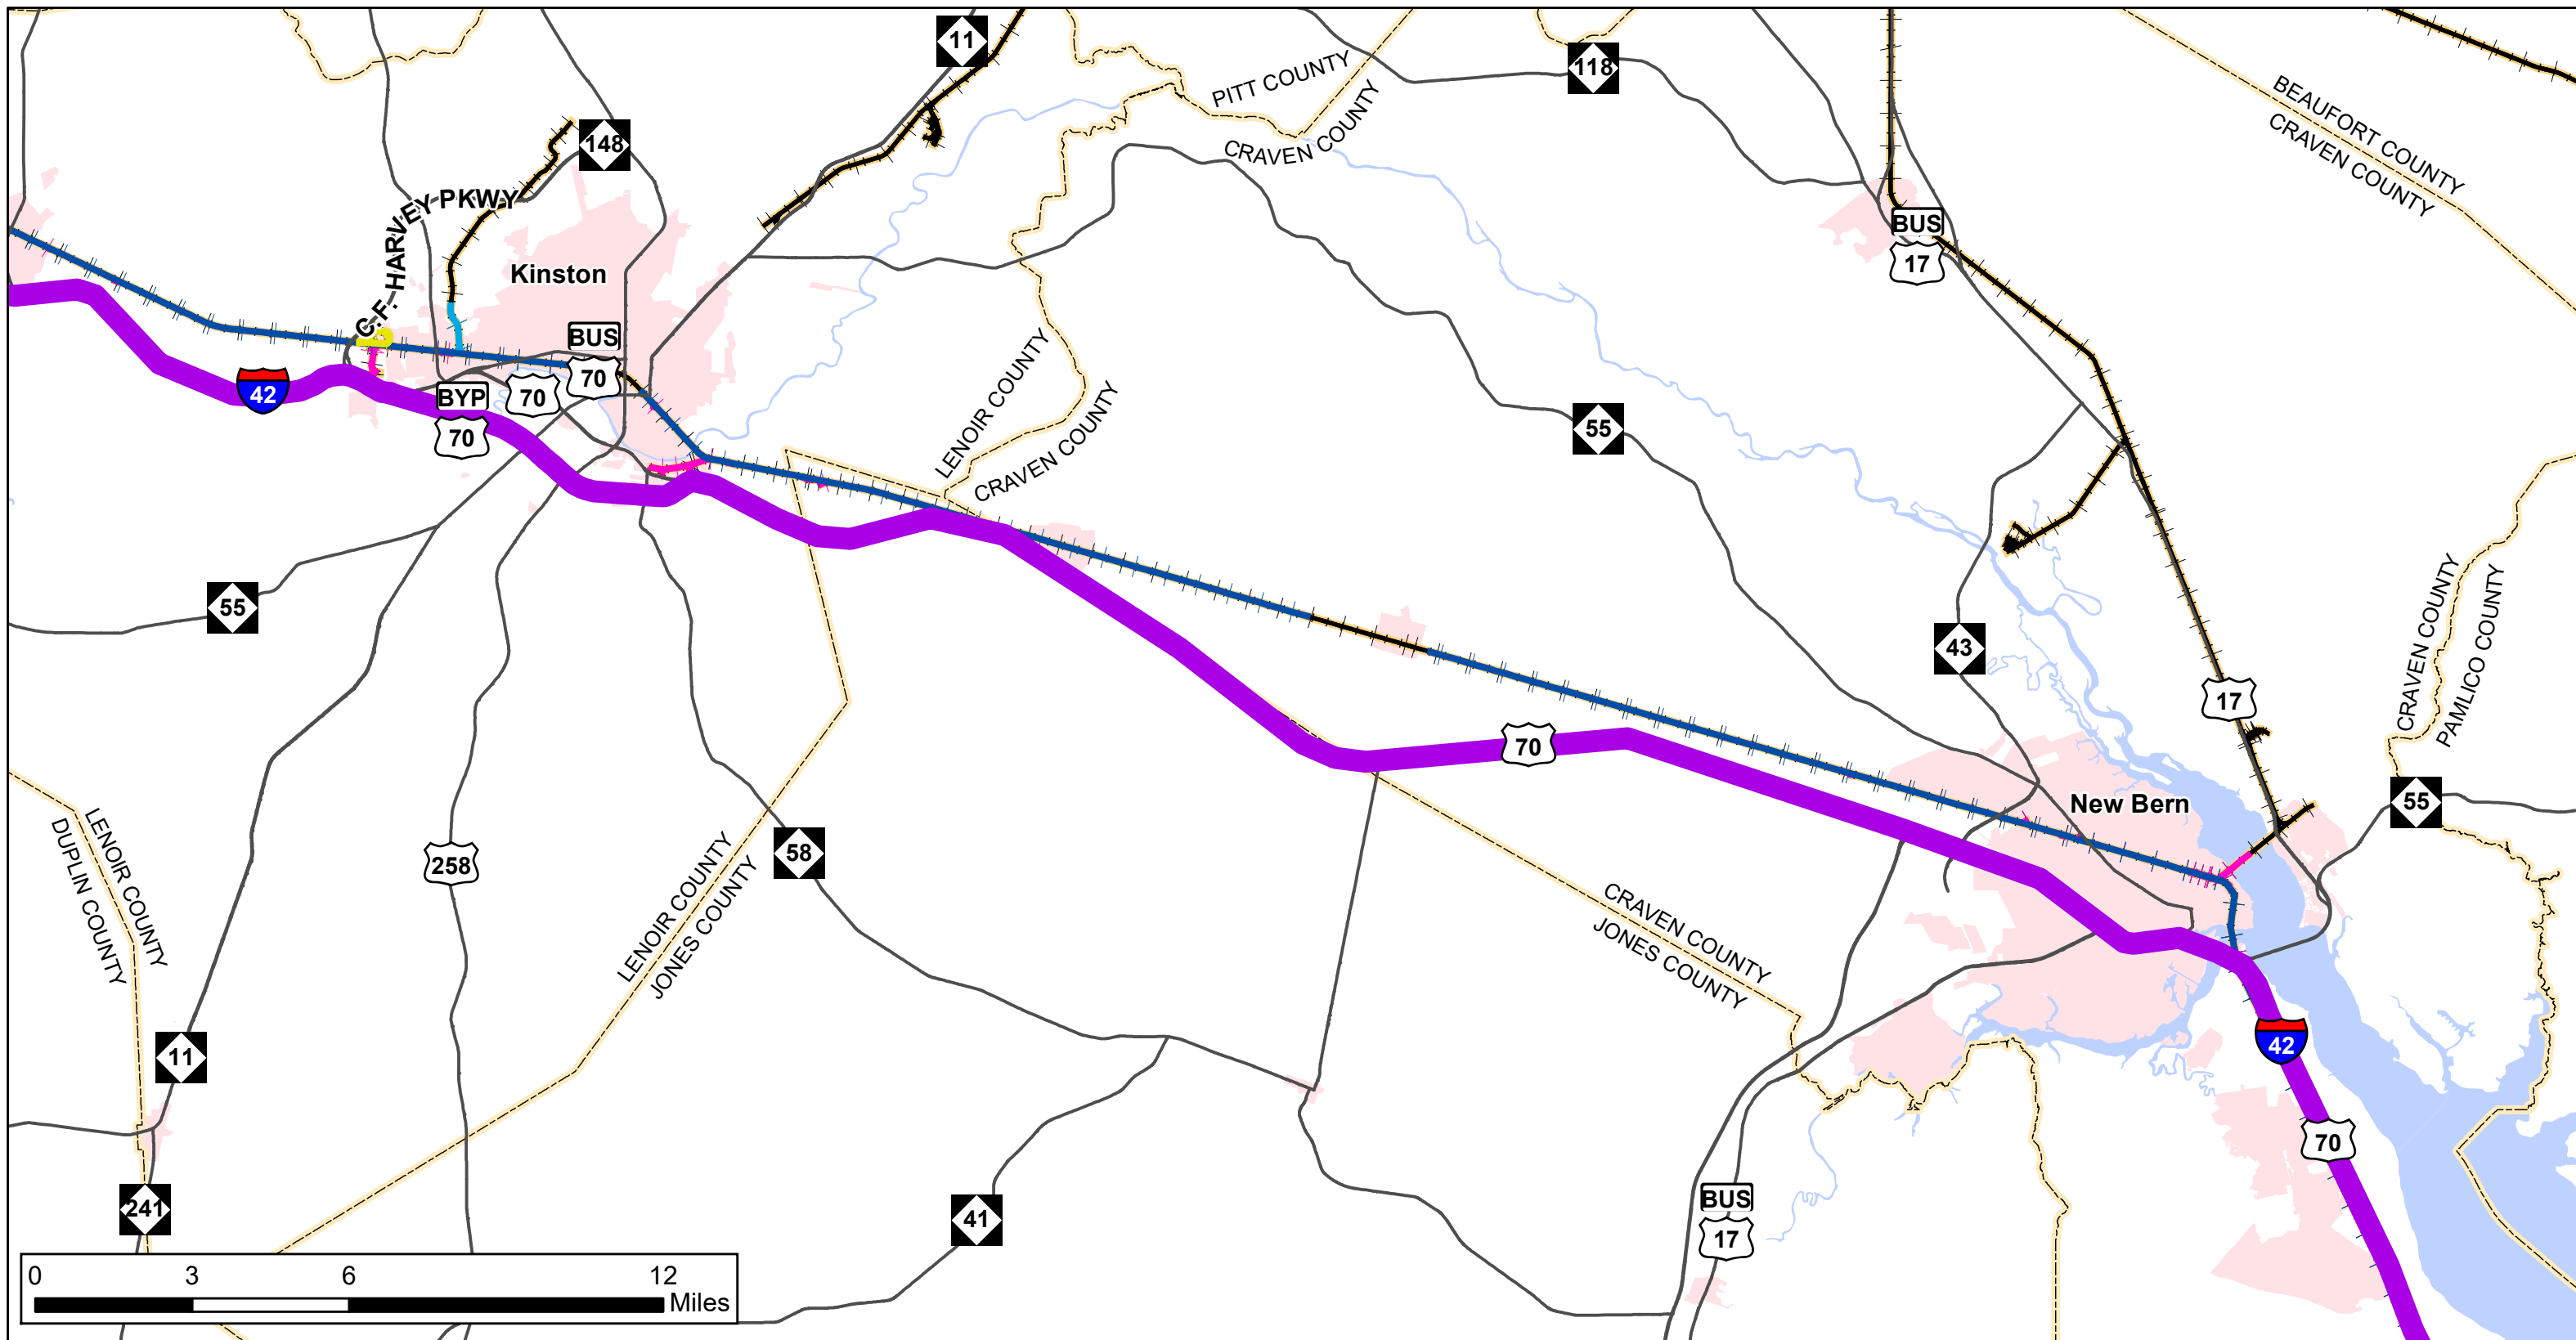 11
118
PITT COUNTY
CRAVEN COUNTY
BEAUFORT COUNTY
CRAVEN COUNTY
148
C.F. HARVEY PKWY
Kinston
BUS
17
BUS
70
70
BYP
70
42
LENOIR COUNTY
CRAVEN COUNTY
55
55
43
CRAVEN COUNTY
PAMLICO COUNTY
17
70
New Bern
55
LENOIR COUNTY
DUPLIN COUNTY
258
58
LENOIR COUNTY
JONES COUNTY
CRAVEN COUNTY
JONES COUNTY
11
42
70
241
41
BUS
17
0 3 6 12
Miles